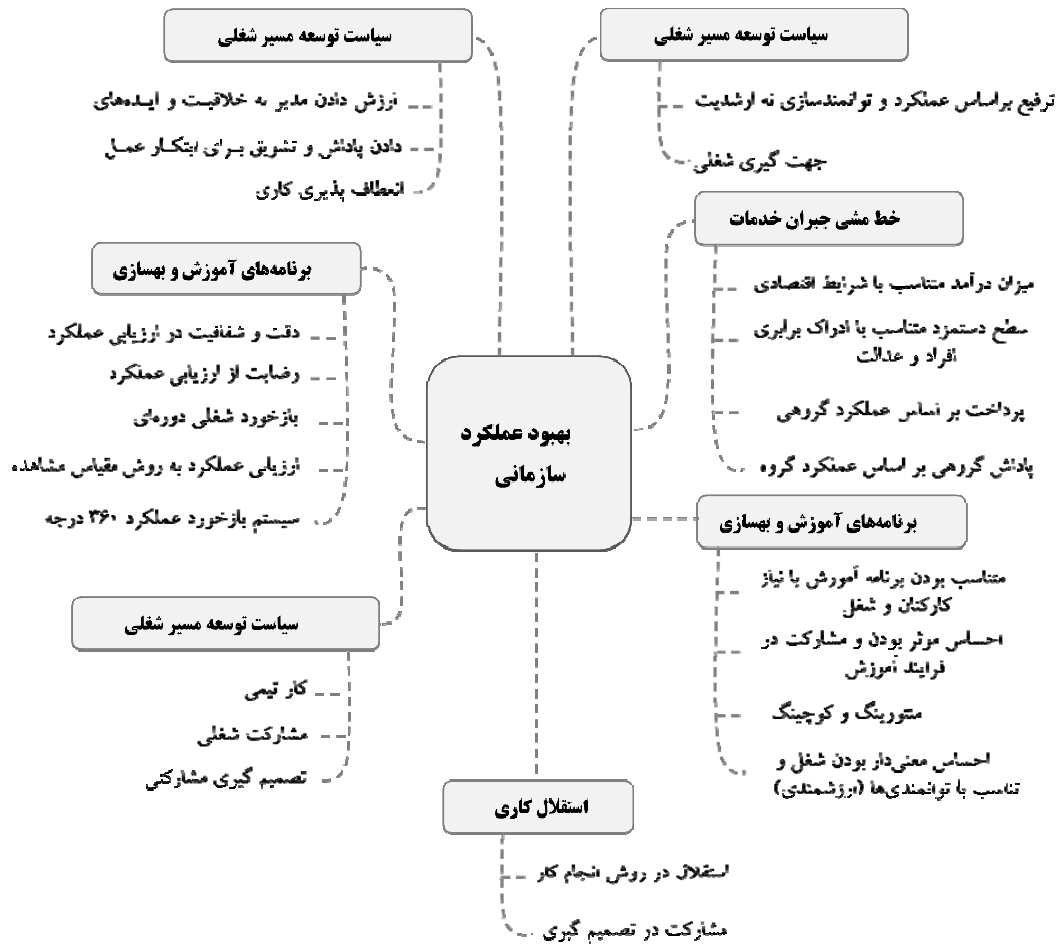 سیاست توسعه مسیر شغلی
ترفیع براساس عملکرد و توانمندسازی نه ارشدیت
جهت گیری شغلی
خط مشی جبران خدمات
میزان درآمد متناسب با شرایط اقتصادی
سطح دستمزد متناسب با ادراک برابری
افراد و عدالت
پرداخت بر اساس عملکرد گروهی
پاداش گروهی بر اساس عملکرد گروه
برنامه‌های آموزش و بهسازی
متناسب بودن برنامه آموزش با نیاز
کارکنان و شغل
احساس موثر بودن و مشارکت در
فرایند آموزش
منتورینگ و کوچینگ
احساس معنی‌دار بودن شغل و
تناسب با توانمندی‌ها (ارزشمندی)
سیاست توسعه مسیر شغلی
ارزش دادن مدیر به خلاقیت و ایده‌های
دادن پاداش و تشویق برای ابتکار عمل
انعطاف پذیری کاری
برنامه‌های آموزش و بهسازی
دقت و شفافیت در ارزیابی عملکرد
رضایت از ارزیابی عملکرد
بازخورد شغلی دوره‌ای
ارزیابی عملکرد به روش مقیاس مشاهده
سیستم بازخورد عملکرد ۳۶۰ درجه
بهبود عملکرد
سازمانی
سیاست توسعه مسیر شغلی
کار تیمی
مشارکت شغلی
تصمیم گیری مشارکتی
استقلال کاری
استقلال در روش انجام کار
مشارکت در تصمیم گیری